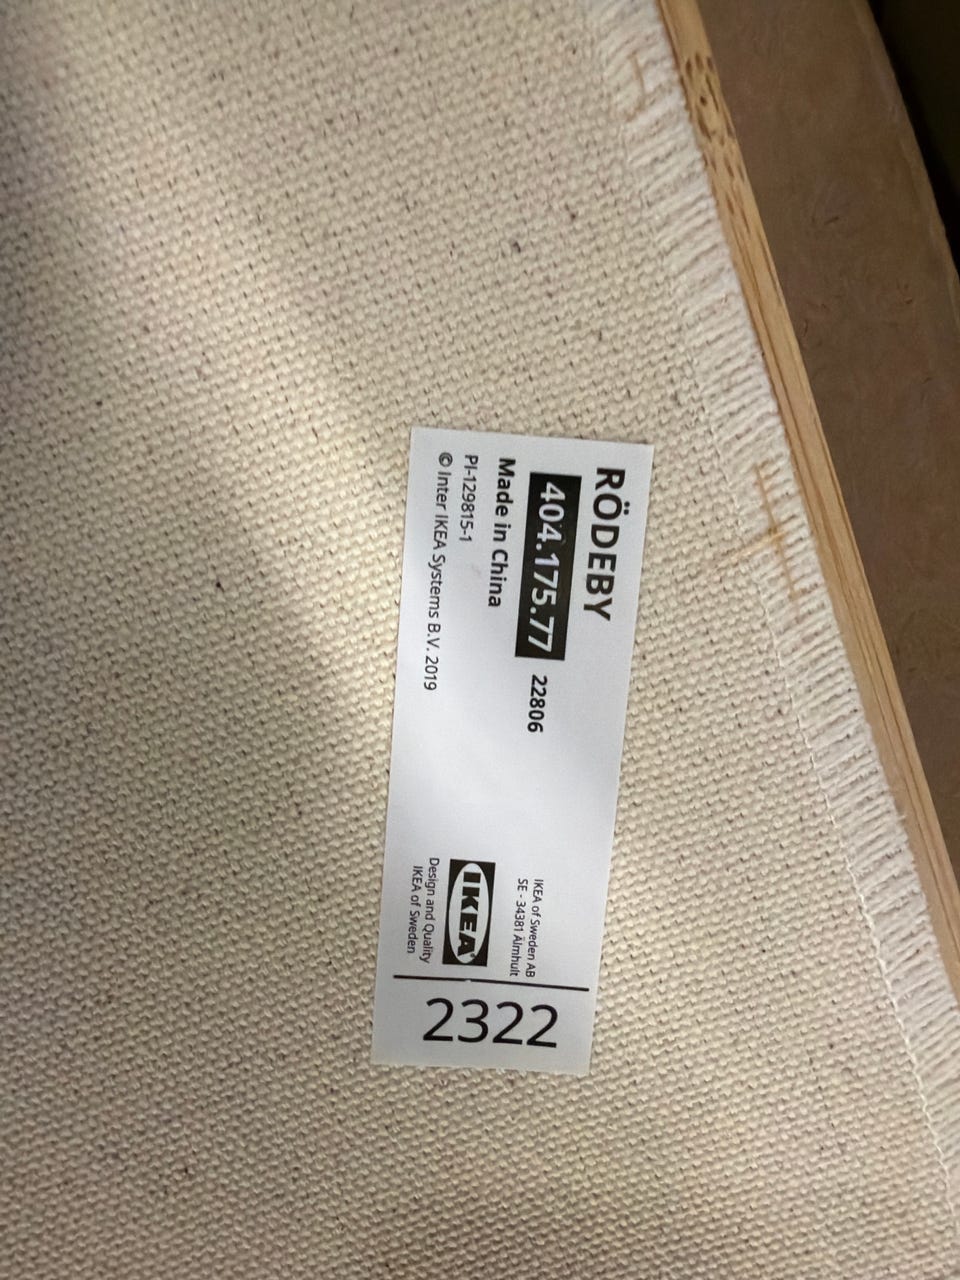 RÖDEBY
404.175.77 22806
Made in China
PI-129815-1
© Inter IKEA Systems B.V. 2019
IKEA of Sweden AB
SE - 34381 Älmhult
IKEA®
Design and Quality
IKEA of Sweden
2322